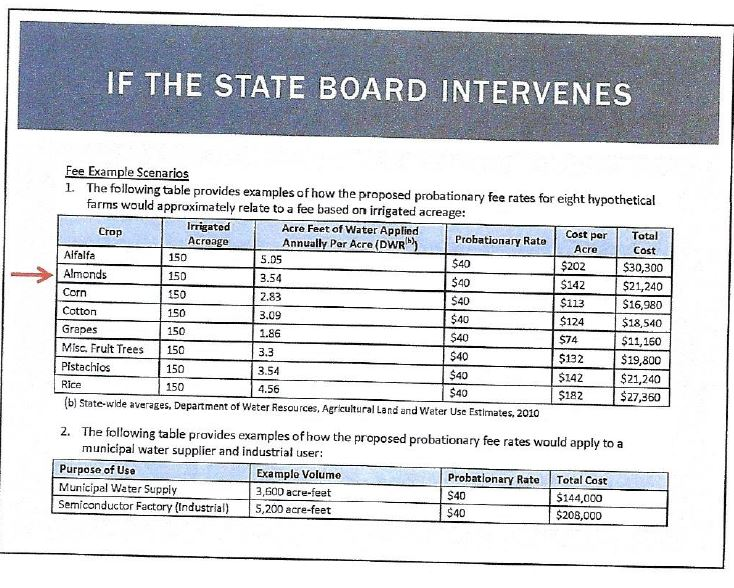 IF THE STATE BOARD INTERVENES
Fee Example Scenarios
1. The following table provides examples of how the proposed probationary fee rates for eight hypothetical
farms would approximately relate to a fee based on irrigated acreage:
Crop Irrigated Acreage Acre Feet of Water Applied Annually Per Acre (DWR(b)) Probationary Rate Cost per Acre Total Cost
Alfalfa 150 5.05 $40 $202 $30,300
Almonds 150 3.54 $40 $142 $21,240
Corn 150 2.83 $40 $113 $16,980
Cotton 150 3.09 $40 $124 $18,540
Grapes 150 1.86 $40 $74 $11,160
Misc. Fruit Trees 150 3.3 $40 $132 $19,800
Pistachios 150 3.54 $40 $142 $21,240
Rice 150 4.56 $40 $182 $27,360
(b) State-wide averages, Department of Water Resources, Agricultural Land and Water Use Estimates, 2010
2. The following table provides examples of how the proposed probationary fee rates would apply to a
municipal water supplier and industrial user:
Purpose of Use Example Volume Probationary Rate Total Cost
Municipal Water Supply 3,600 acre-feet $40 $144,000
Semiconductor Factory (Industrial) 5,200 acre-feet $40 $208,000